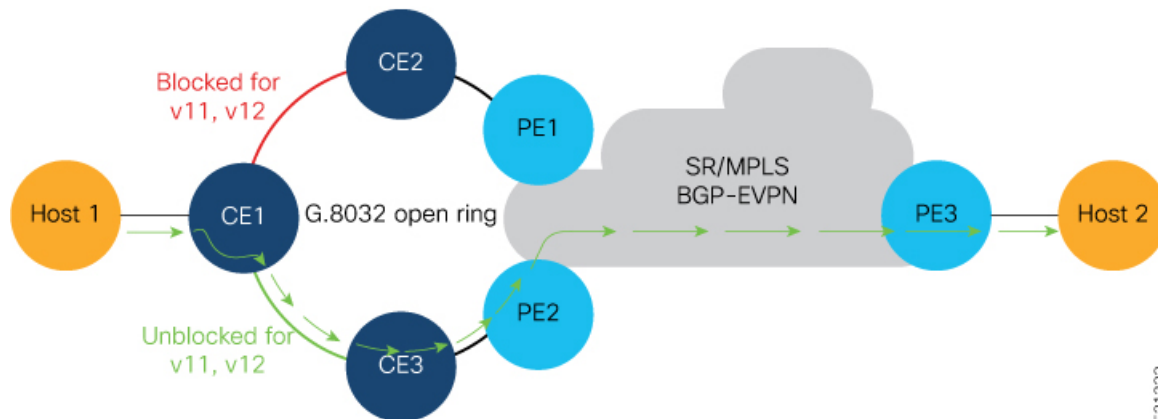 CE2
Blocked for
v11, v12
PE1
SR/MPLS
BGP-EVPN
Host 1
CE1
G.8032 open ring
PE3
Host 2
PE2
Unblocked for
v11, v12
CE3